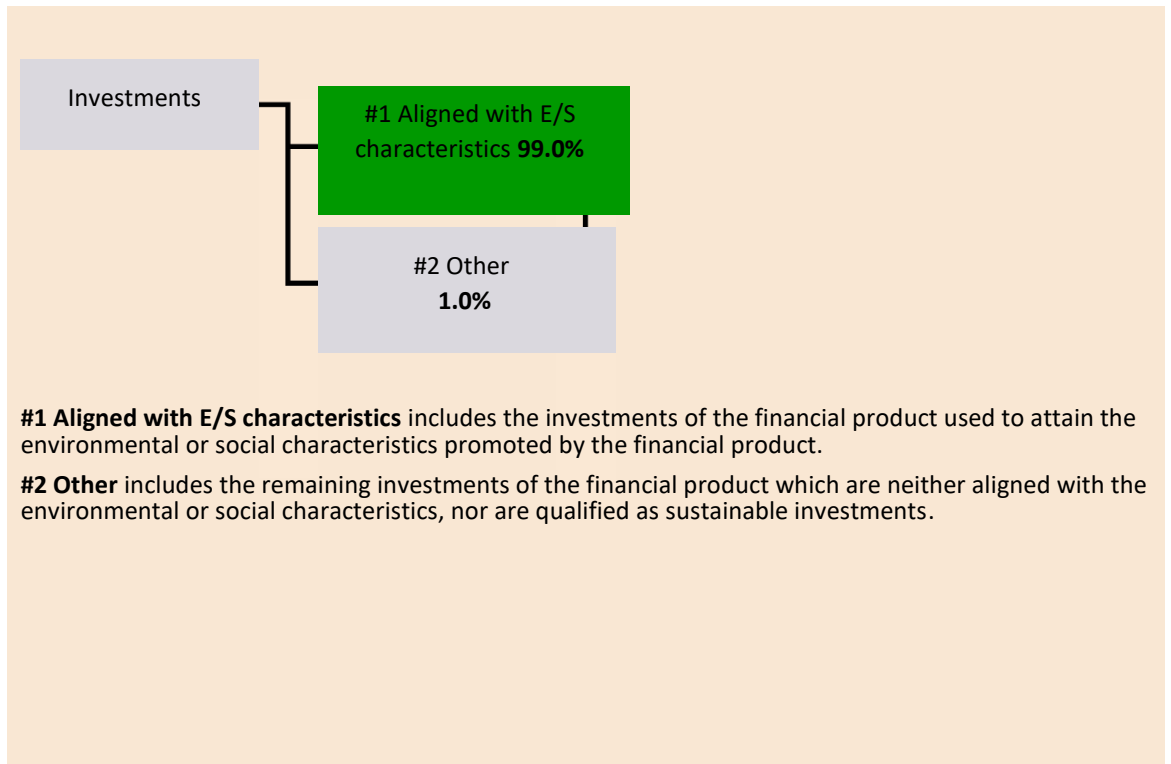 Investments
#1 Aligned with E/S
characteristics 99.0%
#2 Other
1.0%
#1 Aligned with E/S characteristics includes the investments of the financial product used to attain the
environmental or social characteristics promoted by the financial product.
#2 Other includes the remaining investments of the financial product which are neither aligned with the
environmental or social characteristics, nor are qualified as sustainable investments.